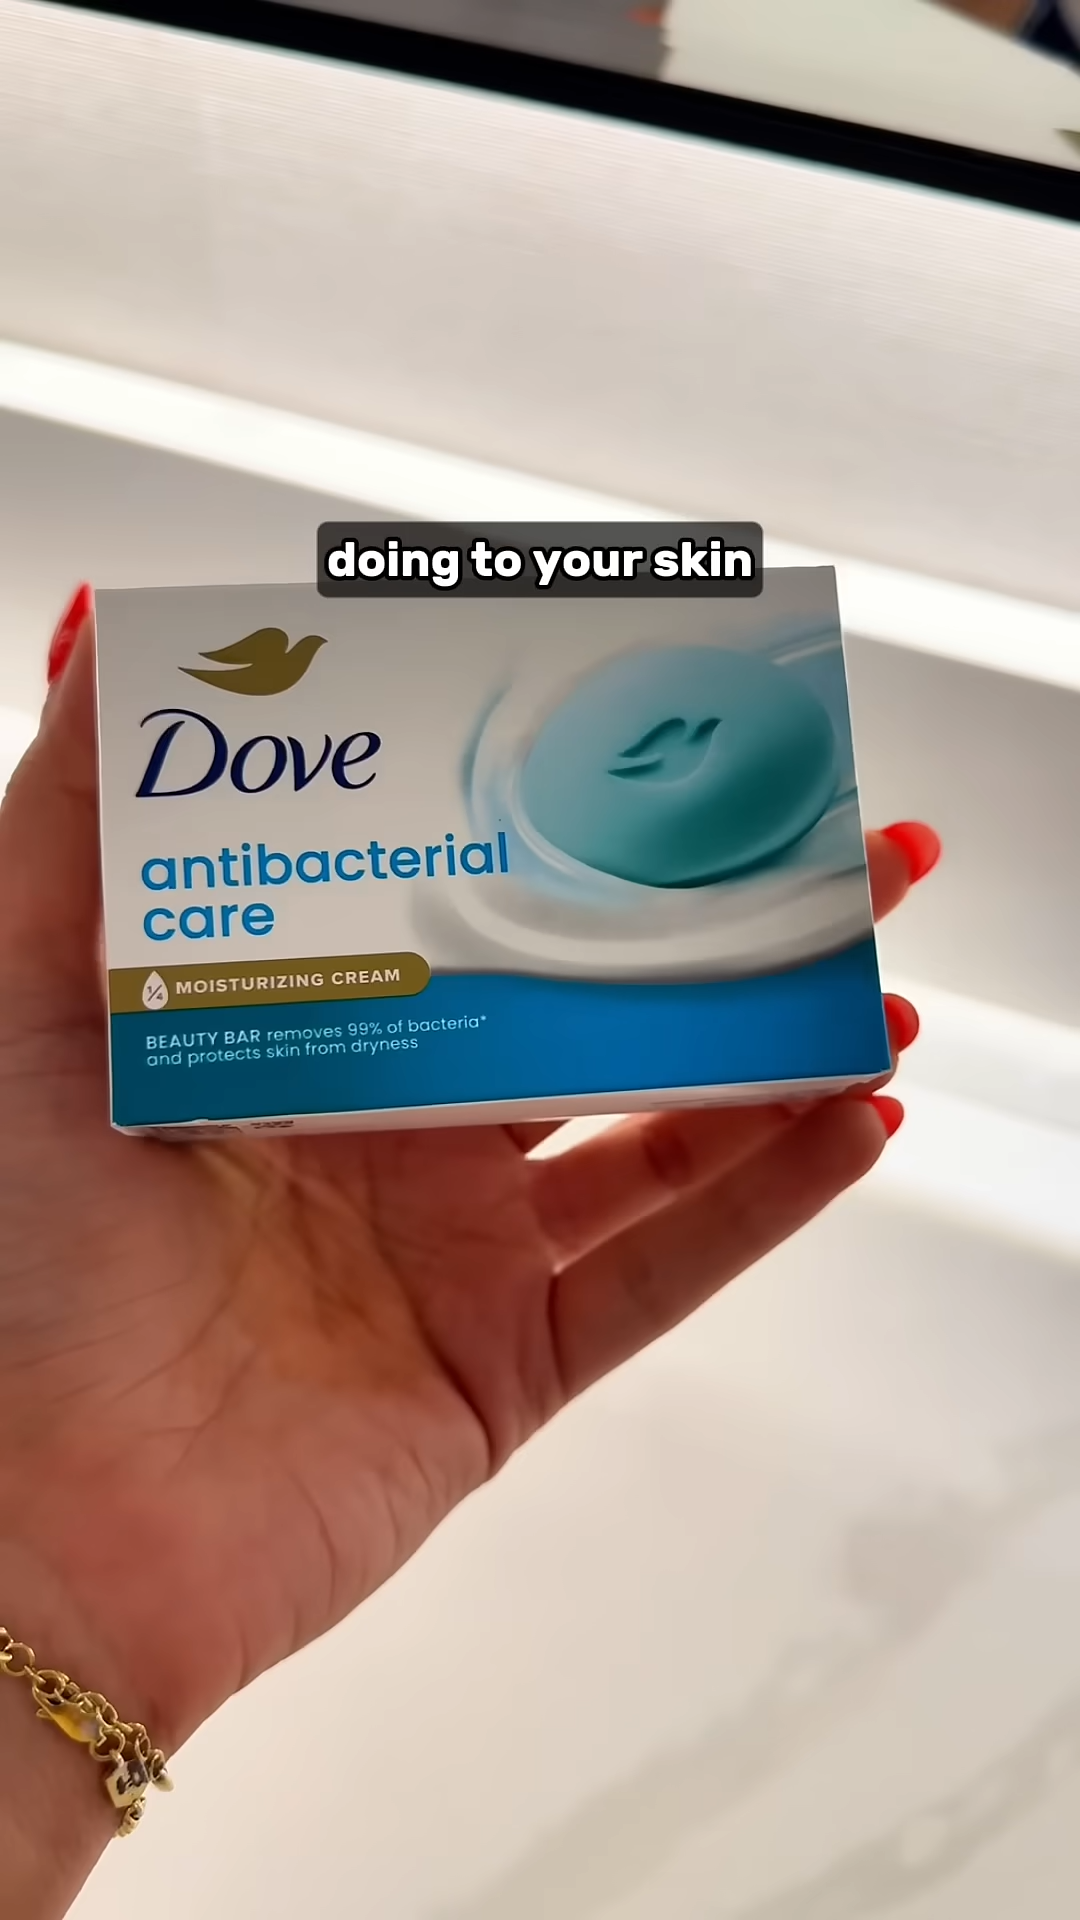 doing to your skin
Dove
antibacterial
care
1/4 MOISTURIZING CREAM
BEAUTY BAR removes 99% of bacteria*
and protects skin from dryness